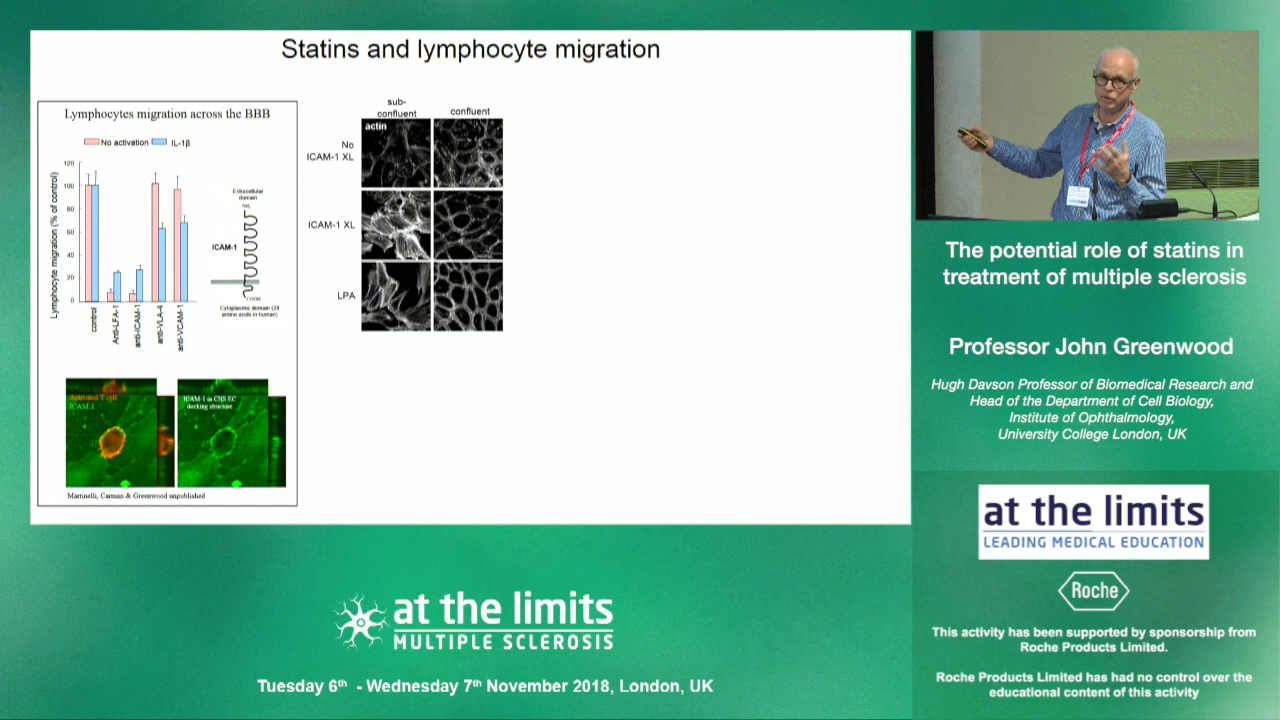 Statins and lymphocyte migration
Lymphocytes migration across the BBB
No activation
IL-1β
Lymphocyte migration (% of control)
120
100
80
60
40
20
0
control
Anti-LFA-1
anti-ICAM-1
anti-VLA-4
anti-VCAM-1
Extracellular
domain
ICAM-1
COOH
Cytoplasmic domain (28
amino acids in human)
Activated T cell
ICAM-1
ICAM-1 in CNS EC
docking structure
Martinelli, Carman & Greenwood unpublished
sub-
confluent
confluent
actin
No
ICAM-1 XL
ICAM-1 XL
LPA
The potential role of statins in
treatment of multiple sclerosis
Professor John Greenwood
Hugh Davson Professor of Biomedical Research and
Head of the Department of Cell Biology,
Institute of Ophthalmology,
University College London, UK
at the limits
LEADING MEDICAL EDUCATION
Roche
This activity has been supported by sponsorship from
Roche Products Limited.
Roche Products Limited has had no control over the
educational content of this activity
at the limits
MULTIPLE SCLEROSIS
Tuesday 6th - Wednesday 7th November 2018, London, UK